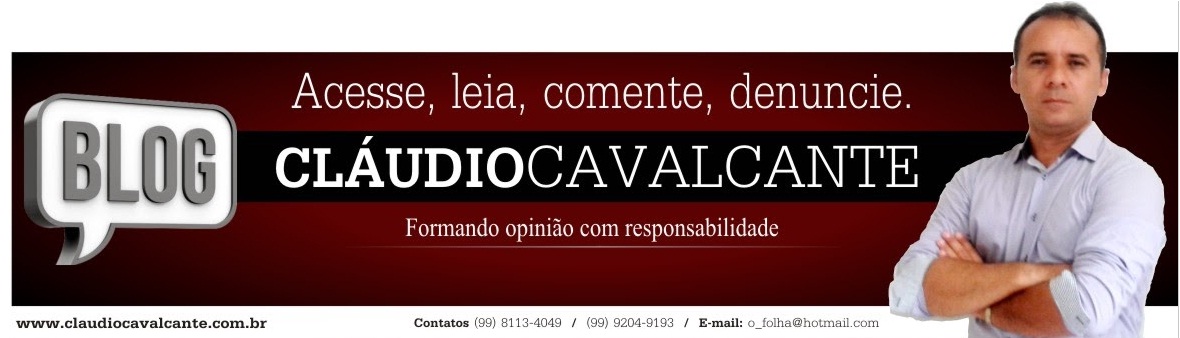 Acesse, leia, comente, denuncie.
BLOG
CLÁUDIOCAVALCANTE
Formando opinião com responsabilidade
www.claudiocavalcante.com.br
Contatos (99) 8113-4049 / (99) 9204-9193 / E-mail: o_folha@hotmail.com